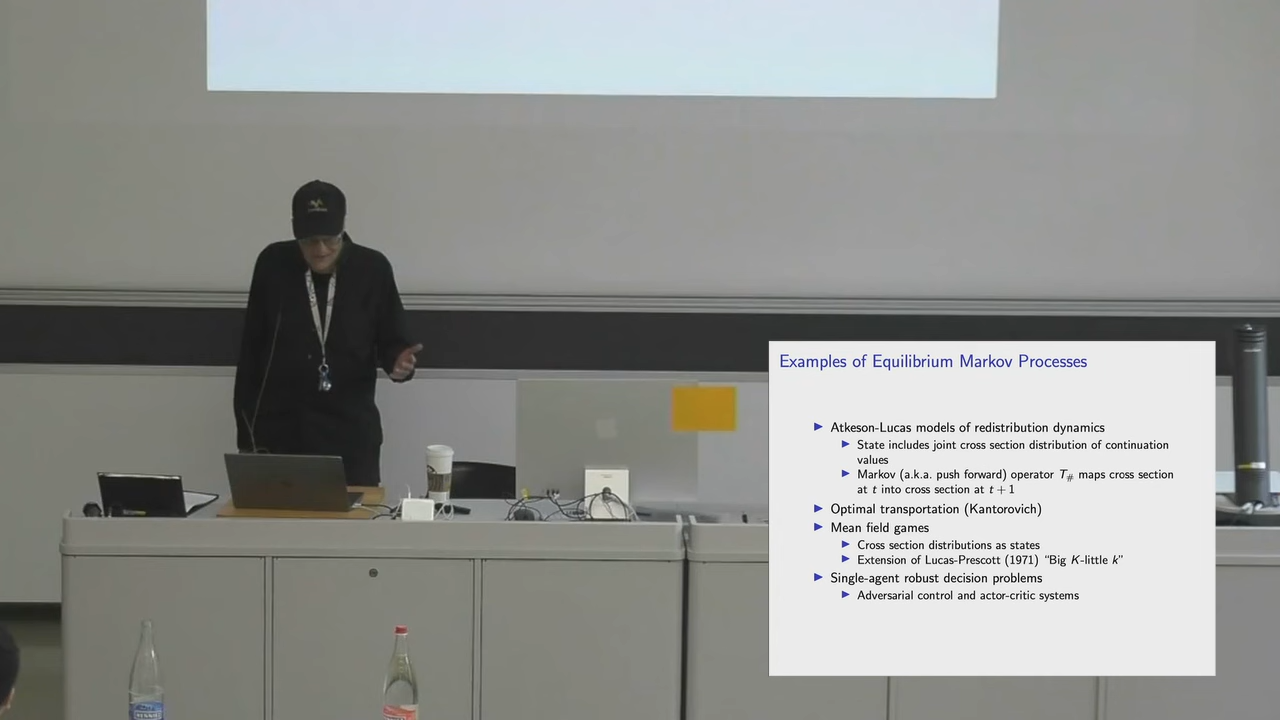 Examples of Equilibrium Markov Processes
Atkeson-Lucas models of redistribution dynamics
State includes joint cross section distribution of continuation
values
Markov (a.k.a. push forward) operator T# maps cross section
at t into cross section at t + 1
Optimal transportation (Kantorovich)
Mean field games
Cross section distributions as states
Extension of Lucas-Prescott (1971) “Big K-little k”
Single-agent robust decision problems
Adversarial control and actor-critic systems